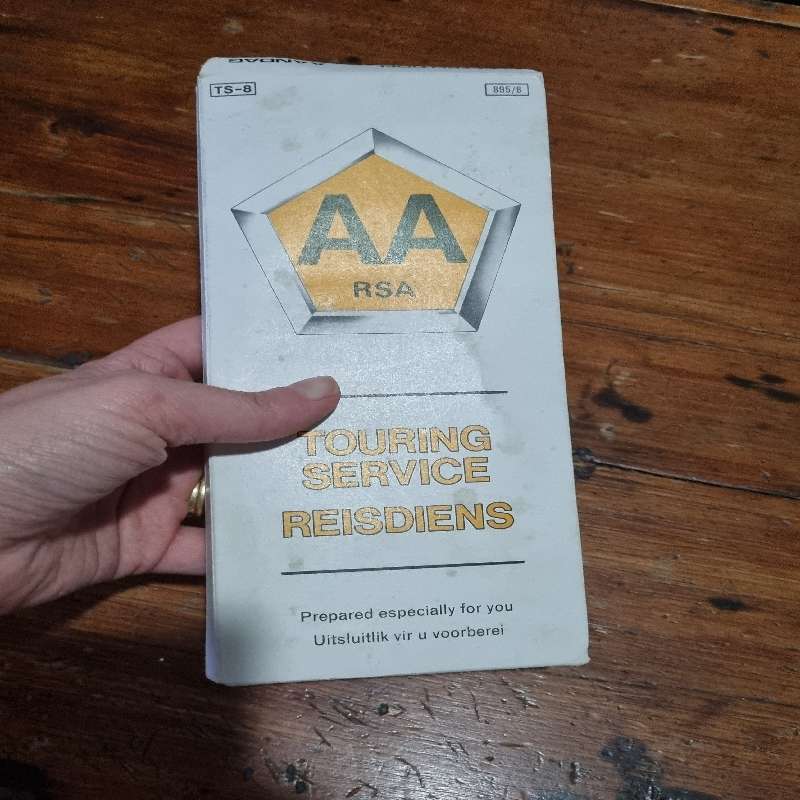 TS-8
895/8
AA
RSA
TOURING
SERVICE
REISDIENS
Prepared especially for you
Uitsluitlik vir u voorberei